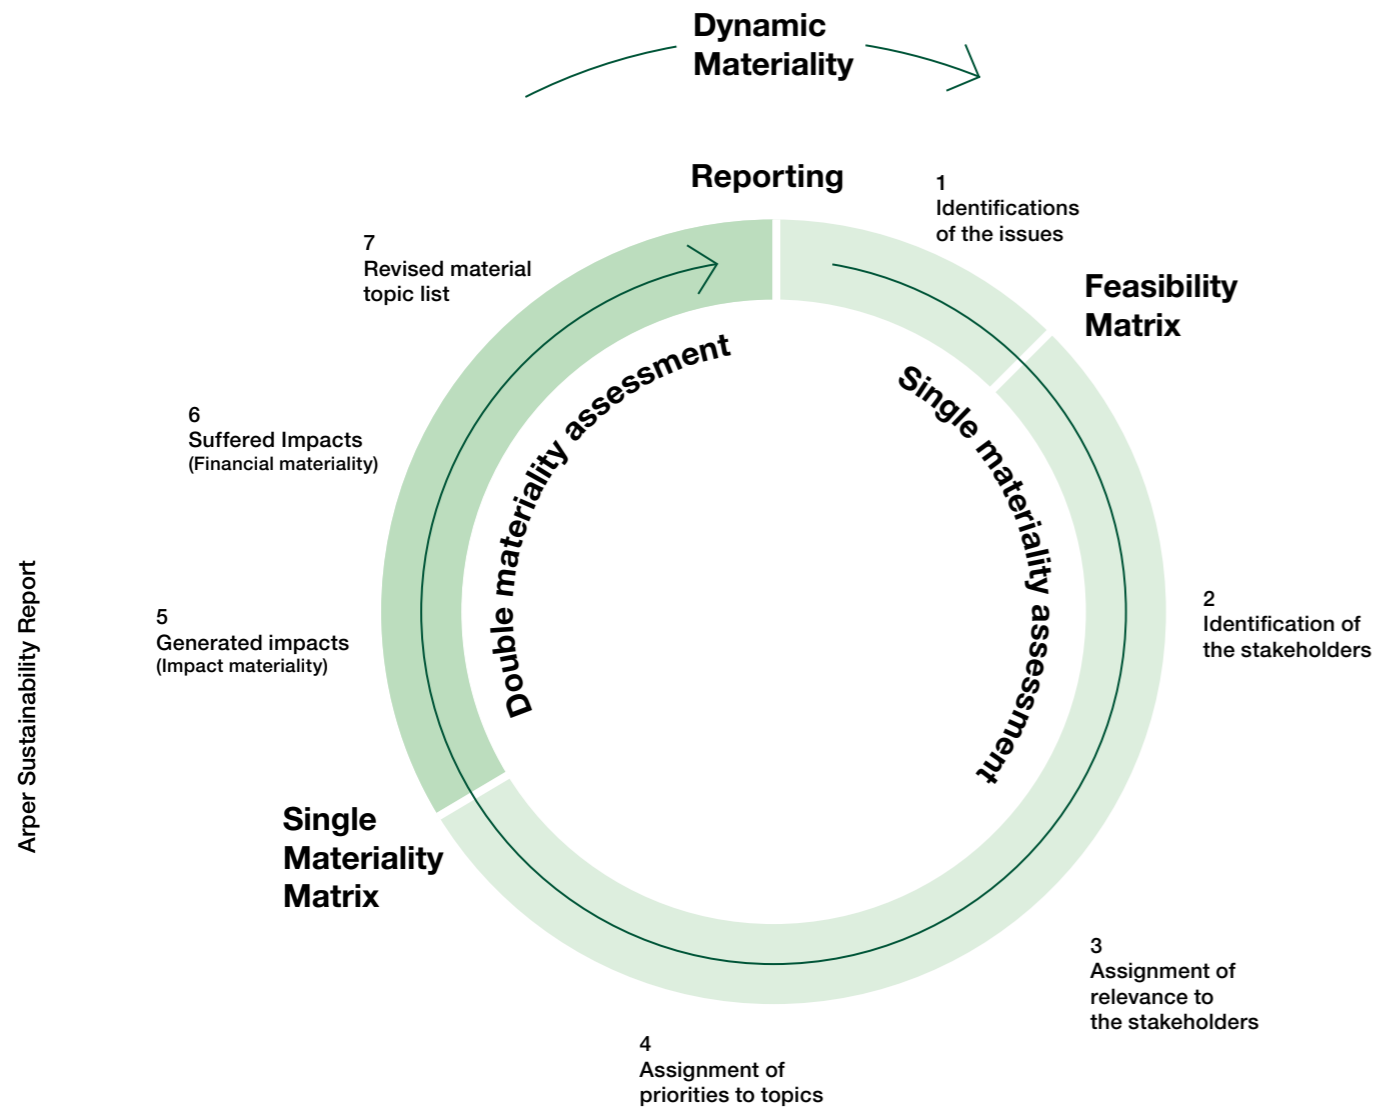 Dynamic
Materiality
Reporting
1
Identifications
of the issues
Feasibility
Matrix
2
Identification of
the stakeholders
3
Assignment of
relevance to
the stakeholders
4
Assignment of
priorities to topics
Single
Materiality
Matrix
5
Generated impacts
(Impact materiality)
6
Suffered Impacts
(Financial materiality)
7
Revised material
topic list
Single materiality assessment
Double materiality assessment
Arper Sustainability Report